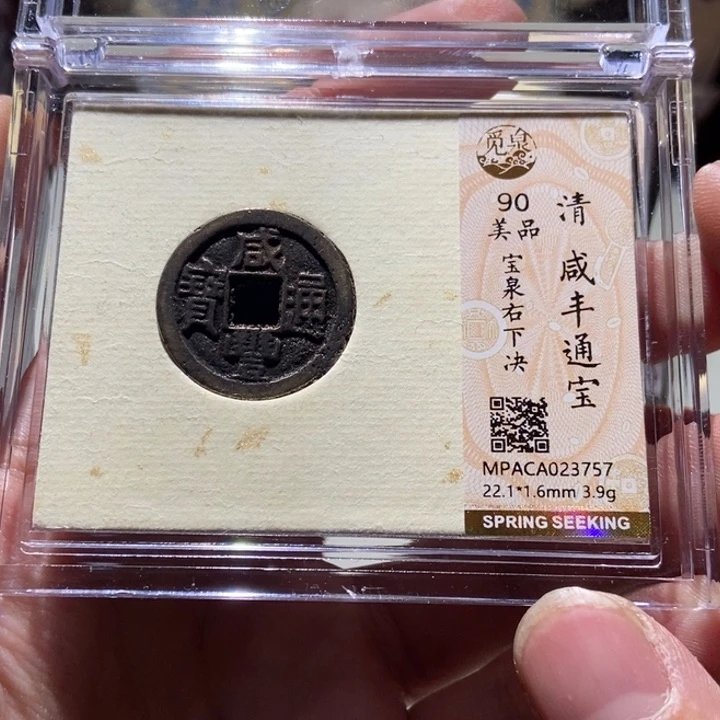 咸
豐
通
寶
觅泉
90
美品
宝泉右下决
清 咸丰通宝
MPACA023757
22.1*1.6mm 3.9g
SPRING SEEKING